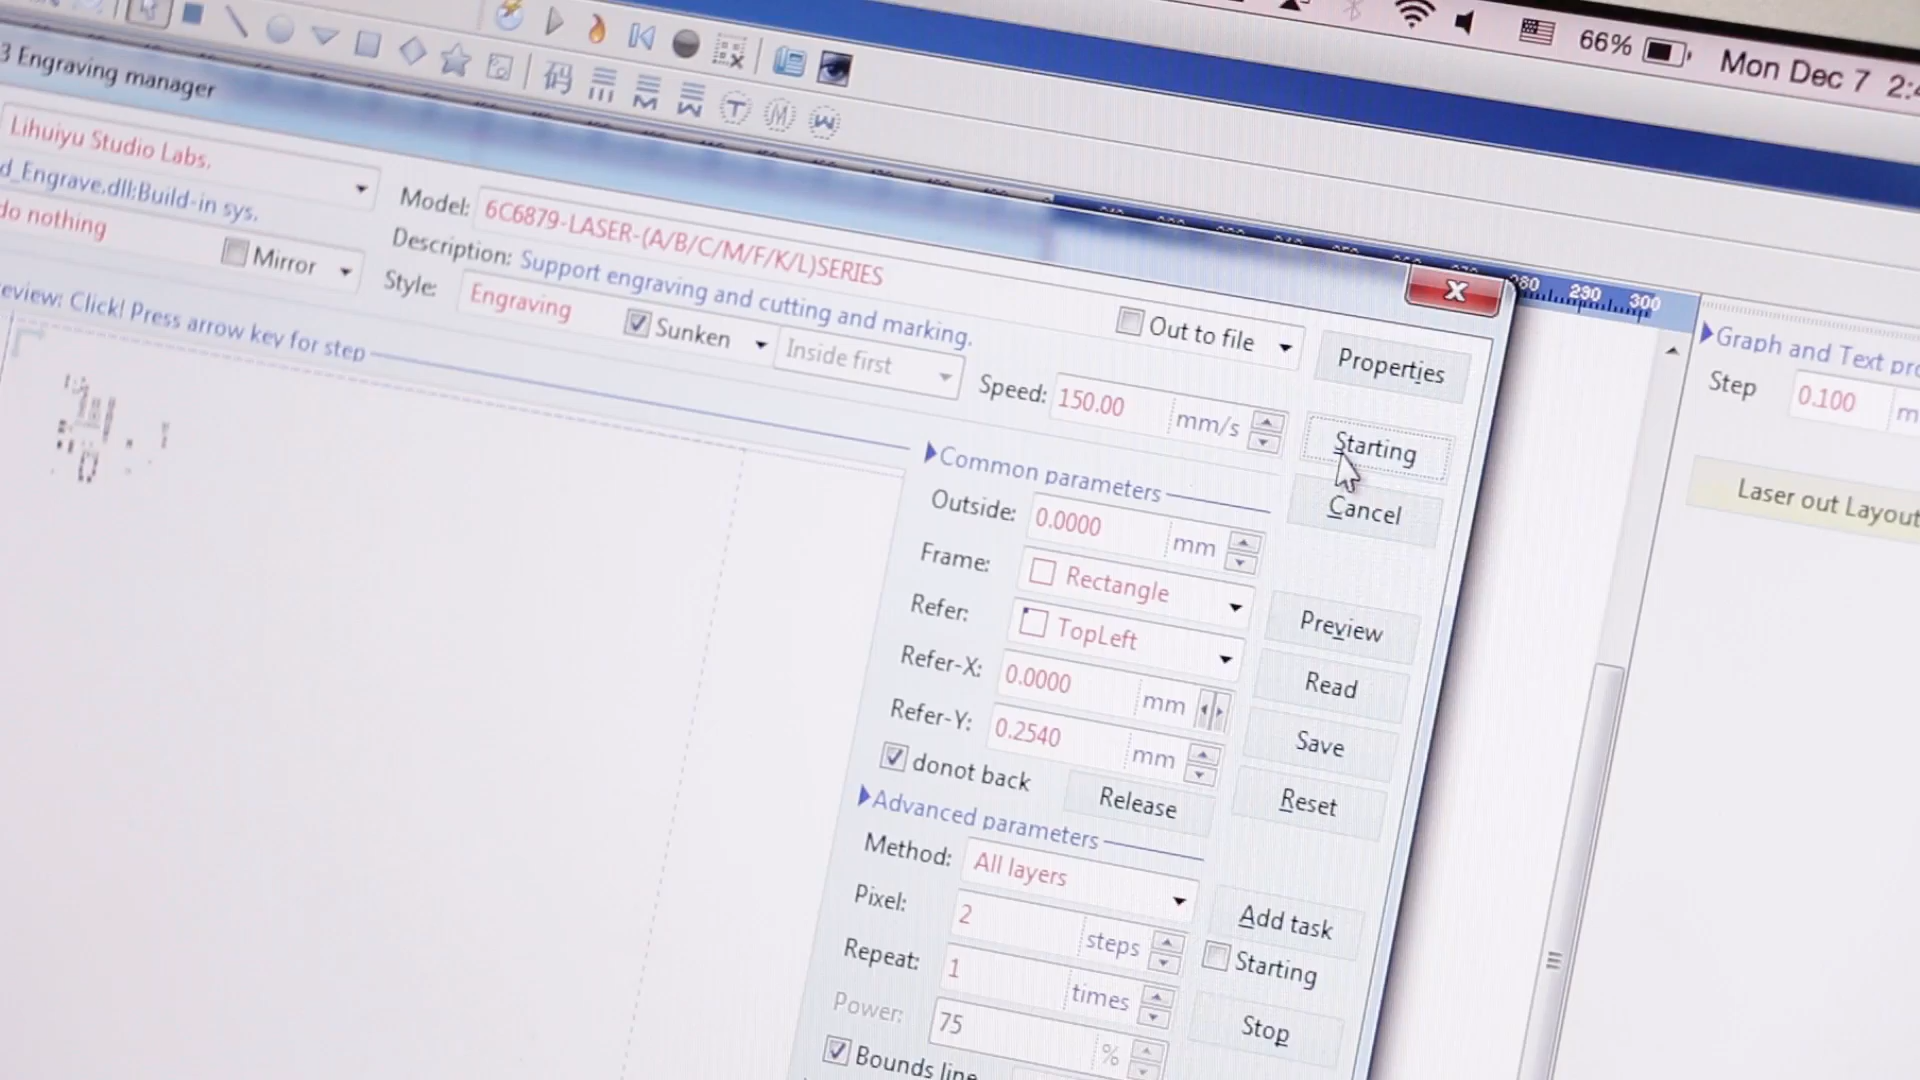 66%
Mon Dec 7
码
3 Engraving manager
Lihuiyu Studio Labs.
d_Engrave.dll:Build-in sys.
do nothing
Mirror
Model: 6C6879-LASER-(A/B/C/M/F/K/L)SERIES
Description: Support engraving and cutting and marking.
Style: Engraving
Sunken
Inside first
Out to file
Properties
Speed: 150.00 mm/s
Starting
Cancel
eview: Click! Press arrow key for step
Common parameters
Outside: 0.0000 mm
Frame: Rectangle
Refer: TopLeft
Refer-X: 0.0000 mm
Refer-Y: 0.2540 mm
donot back
Release
Preview
Read
Save
Reset
Advanced parameters
Method: All layers
Pixel: 2 steps
Repeat: 1 times
Power: 75 %
Bounds line
Add task
Starting
Stop
280 290 300
Graph and Text pro
Step 0.100 m
Laser out Layout